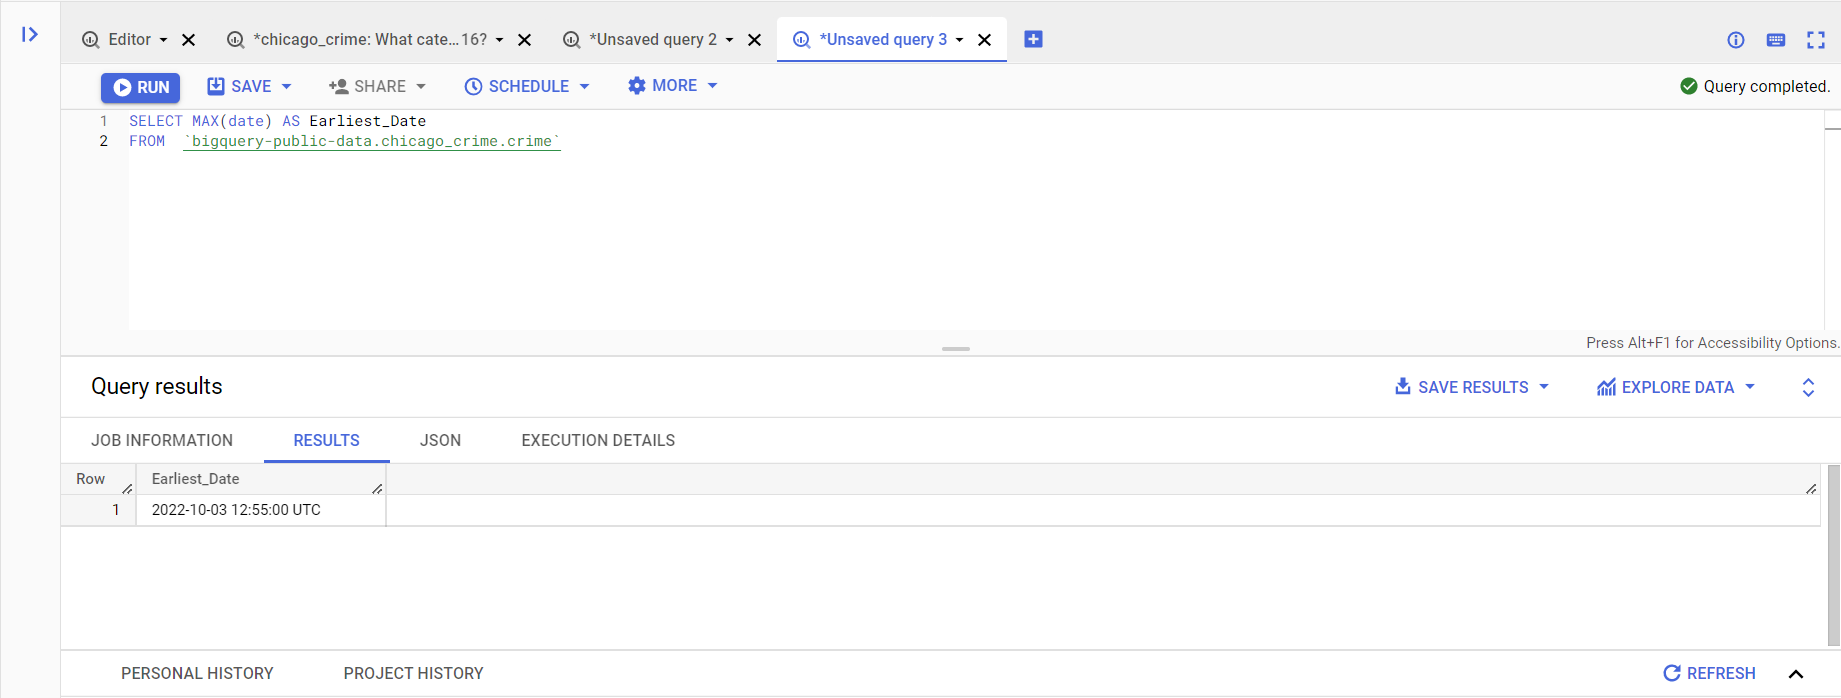 Editor *chicago_crime: What cate...16? *Unsaved query 2 *Unsaved query 3
RUN SAVE SHARE SCHEDULE MORE Query completed.
1 SELECT MAX(date) AS Earliest_Date
2 FROM `bigquery-public-data.chicago_crime.crime`
Press Alt+F1 for Accessibility Options.
Query results SAVE RESULTS EXPLORE DATA
JOB INFORMATION RESULTS JSON EXECUTION DETAILS
Row Earliest_Date
1 2022-10-03 12:55:00 UTC
PERSONAL HISTORY PROJECT HISTORY REFRESH